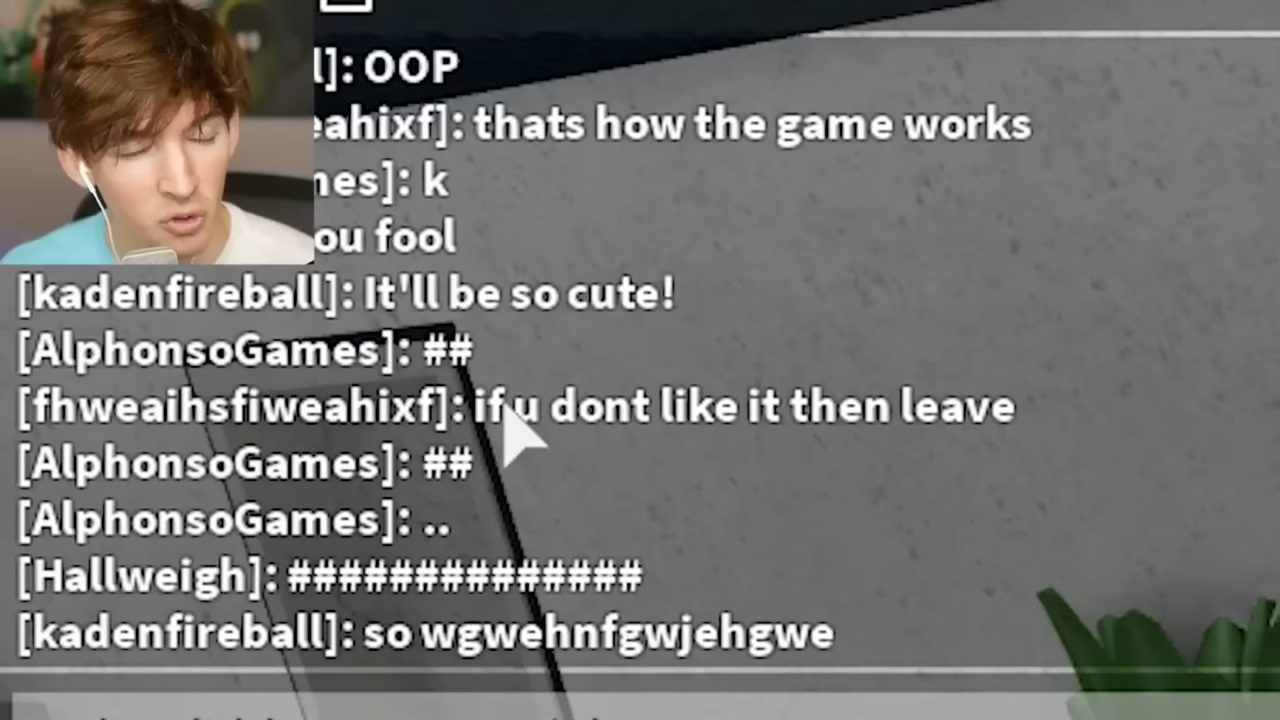 l]: OOP
eahixf]: thats how the game works
mes]: k
ou fool
[kadenfireball]: It'll be so cute!
[AlphonsoGames]: ##
[fhweaihsfiweahixf]: if u dont like it then leave
[AlphonsoGames]: ##
[AlphonsoGames]: ..
[Hallweigh]: ##############
[kadenfireball]: so wgwehnfgwjehgwe